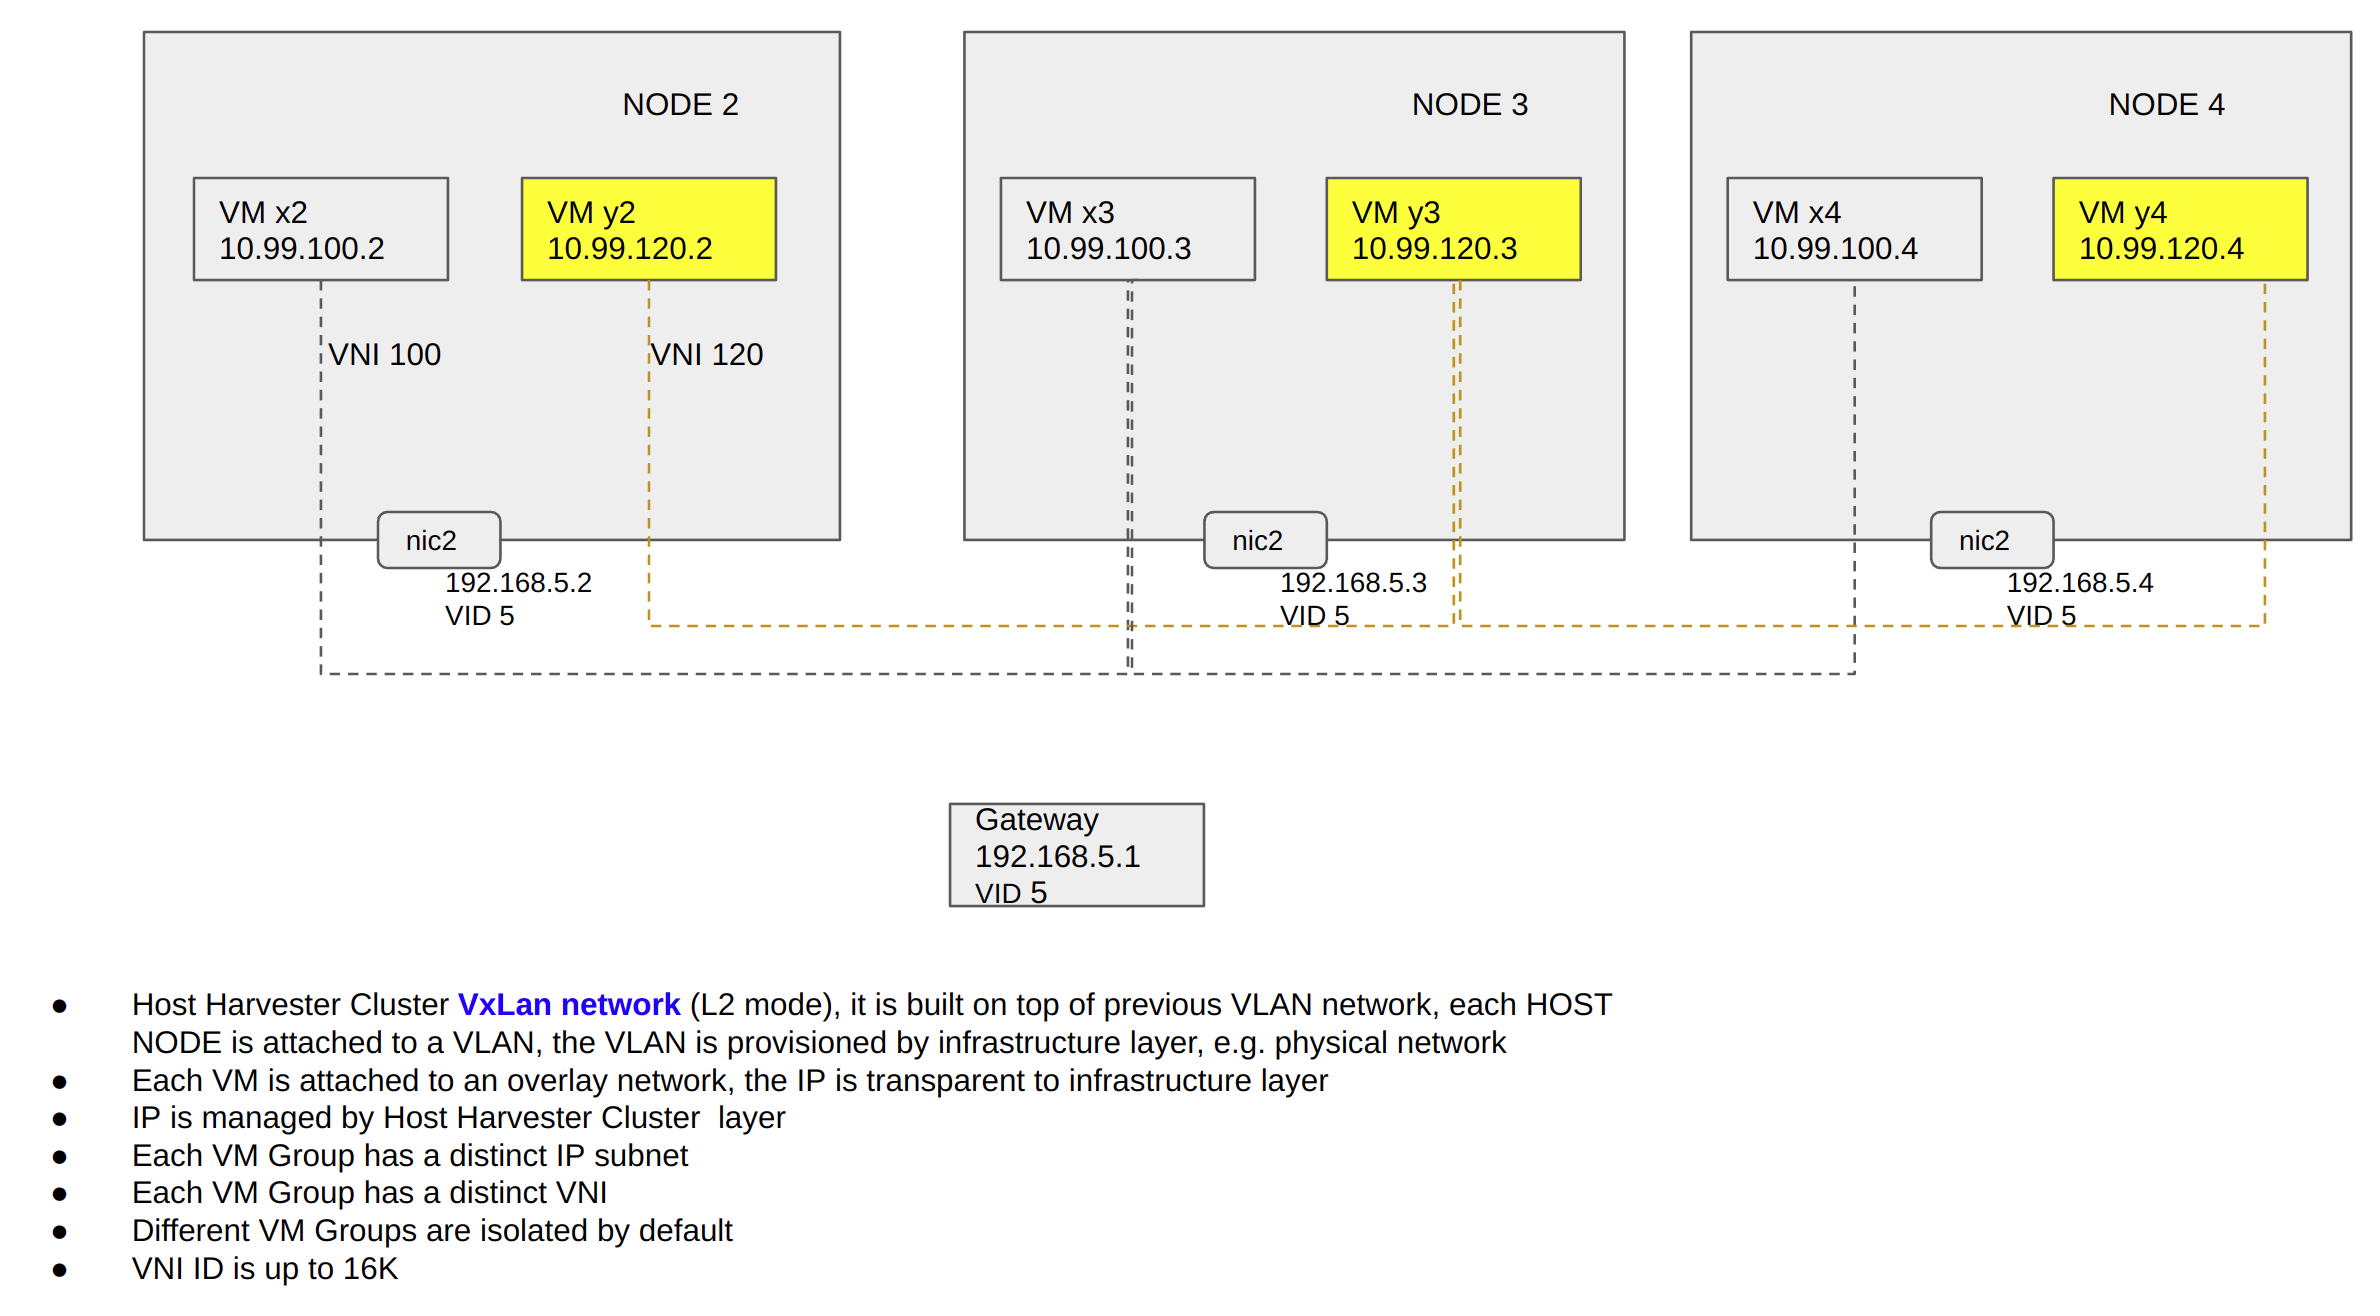 NODE 2
NODE 3
NODE 4
VM x2
10.99.100.2
VM y2
10.99.120.2
VM x3
10.99.100.3
VM y3
10.99.120.3
VM x4
10.99.100.4
VM y4
10.99.120.4
VNI 100
VNI 120
nic2
192.168.5.2
VID 5
nic2
192.168.5.3
VID 5
nic2
192.168.5.4
VID 5
Gateway
192.168.5.1
VID 5
● Host Harvester Cluster VxLan network (L2 mode), it is built on top of previous VLAN network, each HOST
NODE is attached to a VLAN, the VLAN is provisioned by infrastructure layer, e.g. physical network
● Each VM is attached to an overlay network, the IP is transparent to infrastructure layer
● IP is managed by Host Harvester Cluster  layer
● Each VM Group has a distinct IP subnet
● Each VM Group has a distinct VNI
● Different VM Groups are isolated by default
● VNI ID is up to 16K